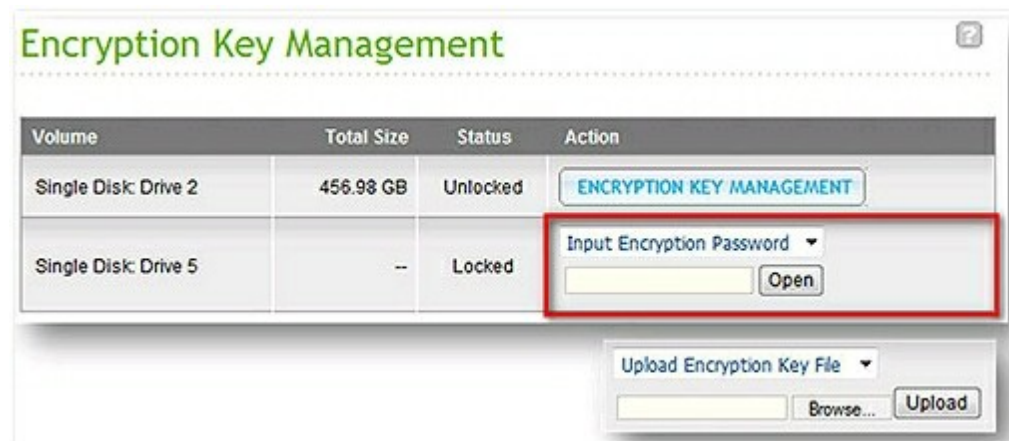 Encryption Key Management
?
Volume Total Size Status Action
Single Disk: Drive 2 456.98 GB Unlocked ENCRYPTION KEY MANAGEMENT
Input Encryption Password
Single Disk: Drive 5 -- Locked
Open
Upload Encryption Key File
Browse... Upload